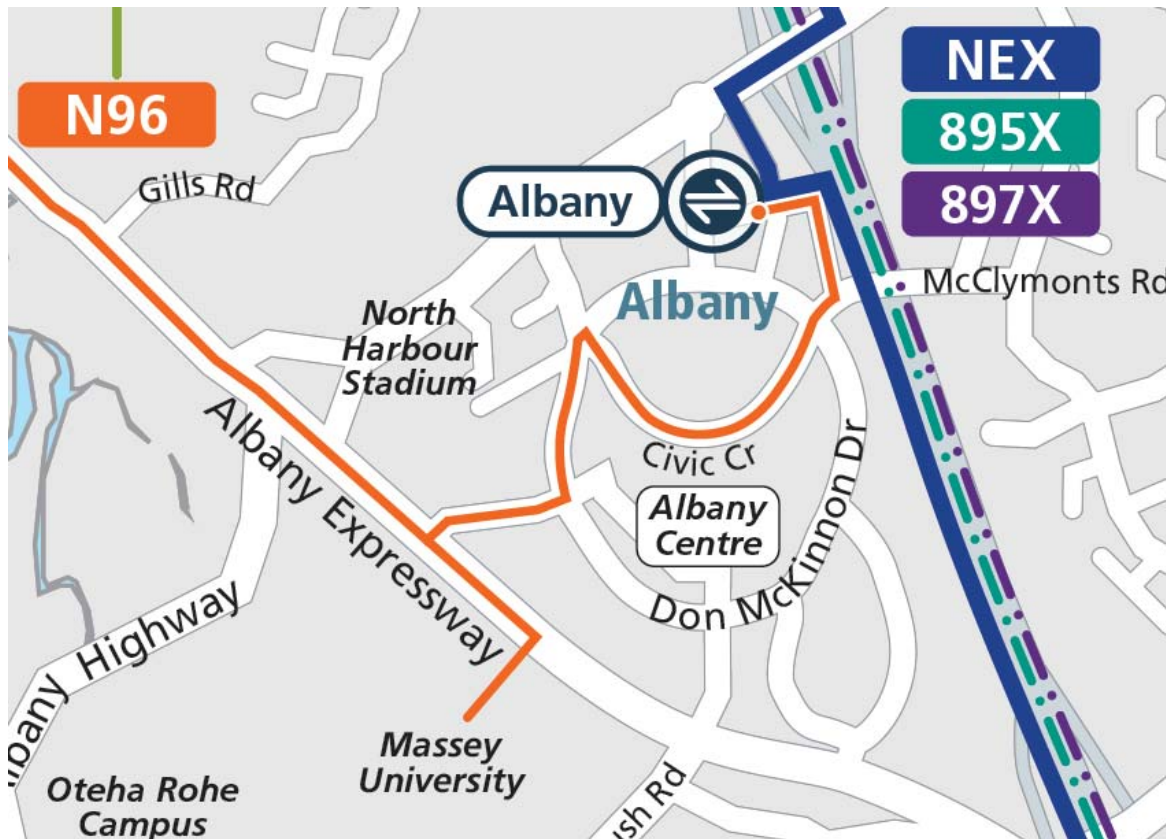 N96
NEX
895X
897X
Gills Rd
Albany
Albany
McClymonts Rd
North
Harbour
Stadium
Albany Expressway
Civic Cr
Albany
Centre
Don McKinnon Dr
Highway
Massey
University
Oteha Rohe
Campus
Rd